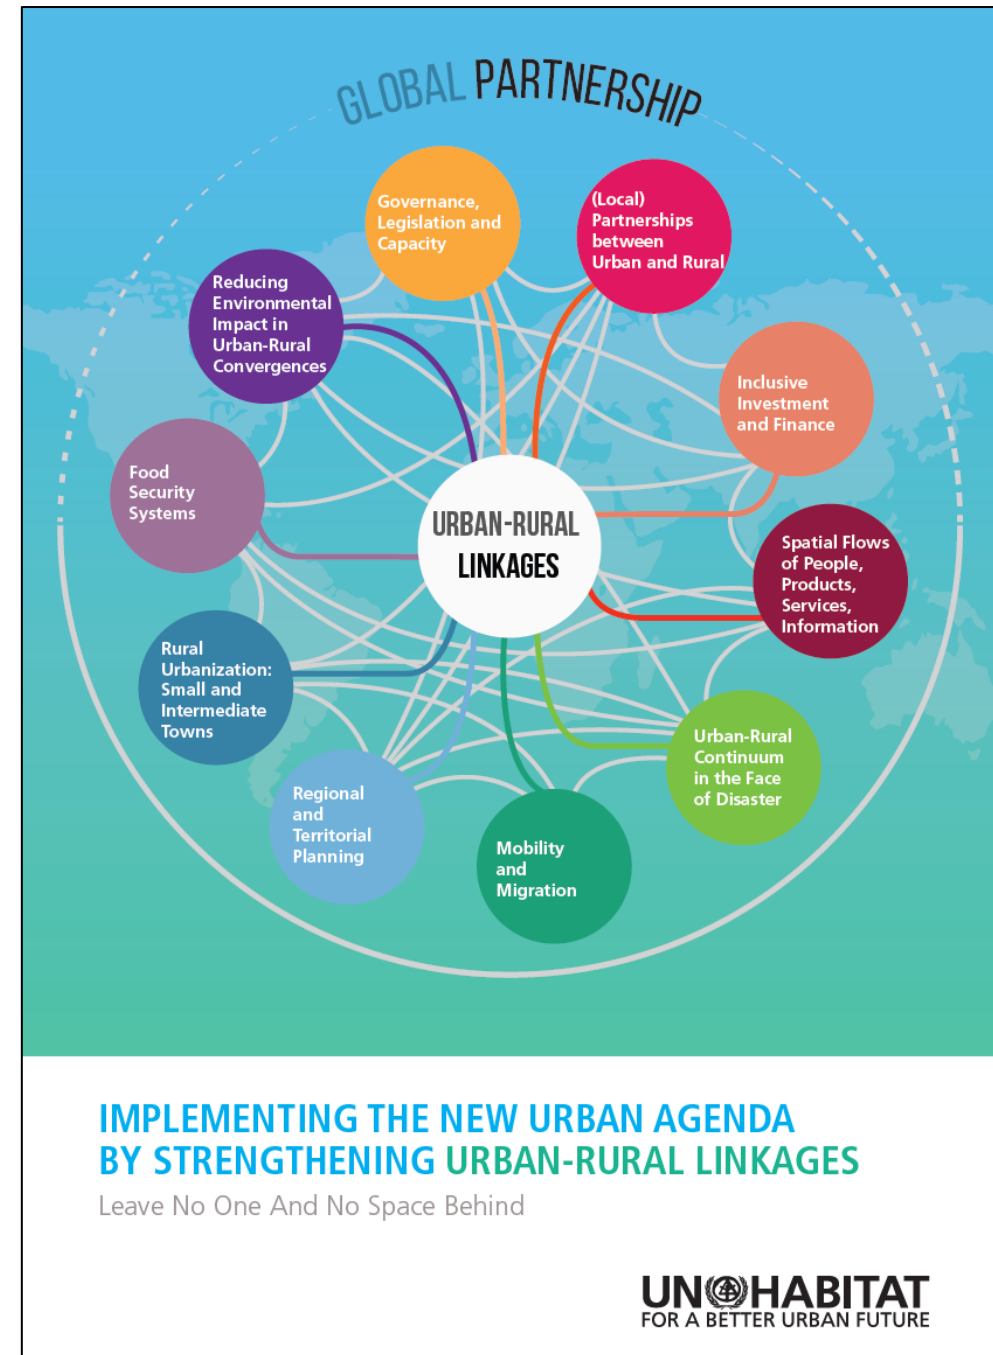 GLOBAL PARTNERSHIP
Governance,
Legislation and
Capacity
(Local)
Partnerships
between
Urban and Rural
Reducing
Environmental
Impact in
Urban-Rural
Convergences
Inclusive
Investment
and Finance
Food
Security
Systems
URBAN-RURAL
LINKAGES
Spatial Flows
of People,
Products,
Services,
Information
Rural
Urbanization:
Small and
Intermediate
Towns
Urban-Rural
Continuum
in the Face
of Disaster
Regional
and
Territorial
Planning
Mobility
and
Migration
IMPLEMENTING THE NEW URBAN AGENDA
BY STRENGTHENING URBAN-RURAL LINKAGES
Leave No One And No Space Behind
UN HABITAT
FOR A BETTER URBAN FUTURE